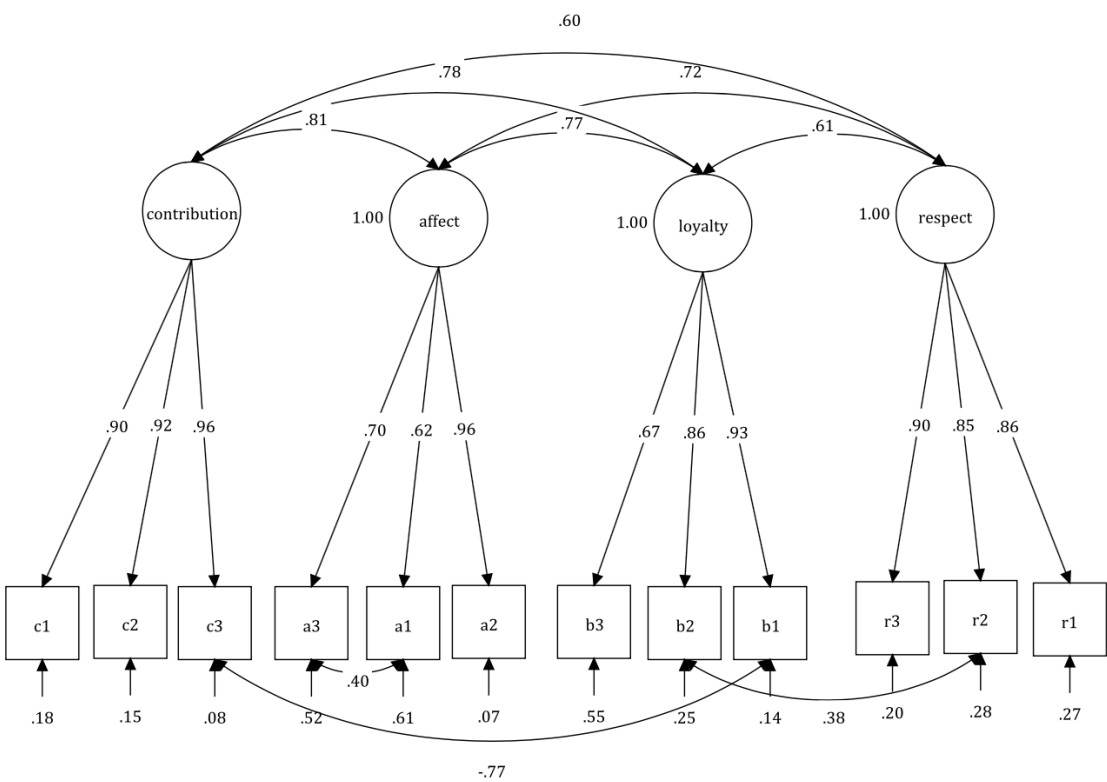 .60
.78
.72
.81
.77
.61
contribution
1.00
affect
1.00
loyalty
1.00
respect
.90
.92
.96
.70
.62
.96
.67
.86
.93
.90
.85
.86
c1
c2
c3
a3
a1
a2
b3
b2
b1
r3
r2
r1
.40
.18
.15
.08
.52
.61
.07
.55
.25
.14
.38
.20
.28
.27
-.77